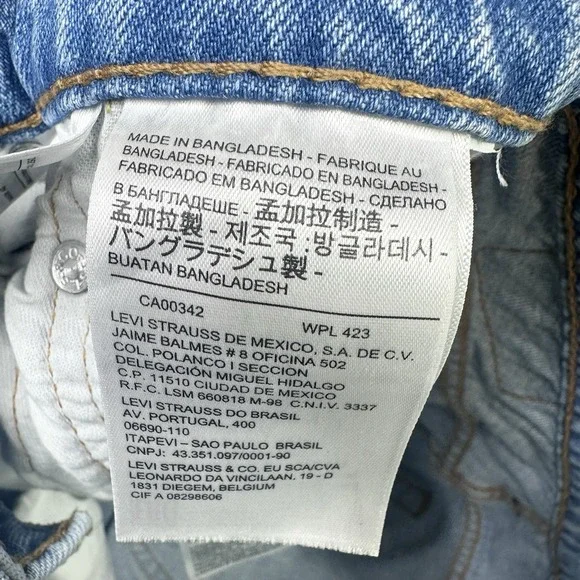 MADE IN BANGLADESH - FABRIQUE AU
BANGLADESH - FABRICADO EN BANGLADESH -
FABRICADO EM BANGLADESH - СДЕЛАНО
В БАНГЛАДЕШЕ - 孟加拉制造 -
孟加拉製 - 제조국 :방글라데시 -
バングラデシュ製 -
BUATAN BANGLADESH
CA00342 WPL 423
LEVI STRAUSS DE MEXICO, S.A. DE C.V.
JAIME BALMES # 8 OFICINA 502
COL. POLANCO I SECCION
DELEGACIÓN MIGUEL HIDALGO
C.P. 11510 CIUDAD DE MEXICO
R.F.C. LSM 660818 M-98 C.N.I.V. 3337
LEVI STRAUSS DO BRASIL
AV. PORTUGAL, 400
06690-110
ITAPEVI – SAO PAULO BRASIL
CNPJ: 43.351.097/0001-90
LEVI STRAUSS & CO. EU SCA/CVA
LEONARDO DA VINCILAAN, 19 - D
1831 DIEGEM, BELGIUM
CIF A 08298606